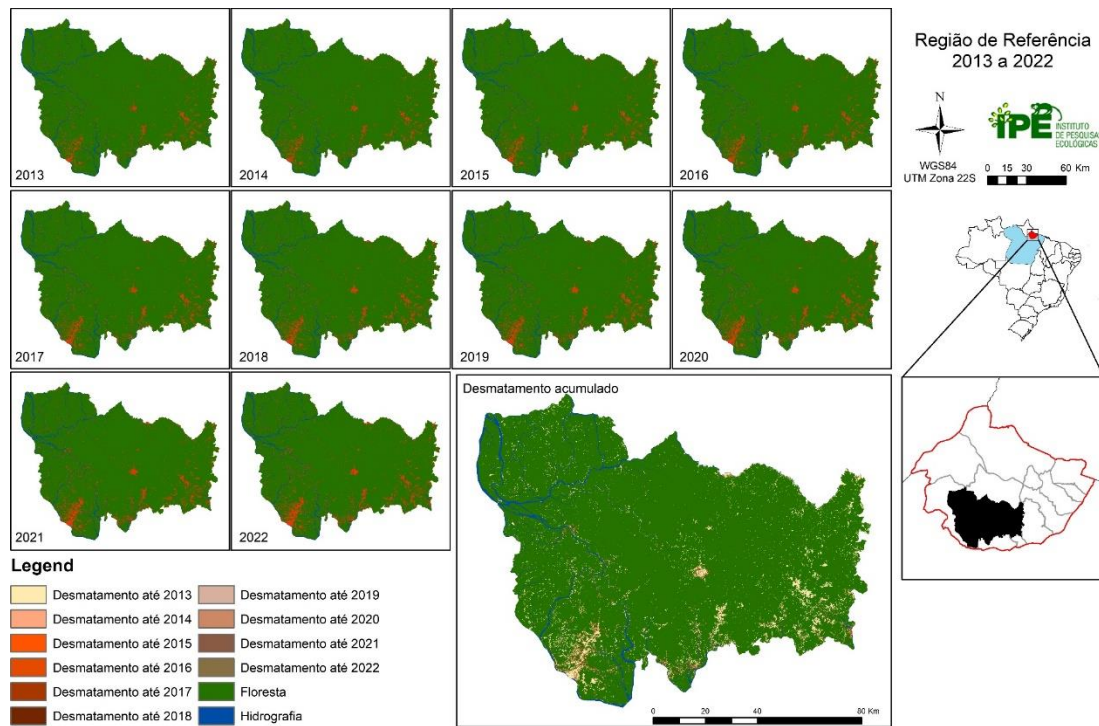 2013
2014
2015
2016
2017
2018
2019
2020
2021
2022
Desmatamento acumulado
0 20 40 80 Km
Legend
Desmatamento até 2013
Desmatamento até 2014
Desmatamento até 2015
Desmatamento até 2016
Desmatamento até 2017
Desmatamento até 2018
Desmatamento até 2019
Desmatamento até 2020
Desmatamento até 2021
Desmatamento até 2022
Floresta
Hidrografia
Região de Referência
2013 a 2022
N
WGS84
UTM Zona 22S
IPÊ
INSTITUTO
DE PESQUISAS
ECOLÓGICAS
0 15 30 60 Km